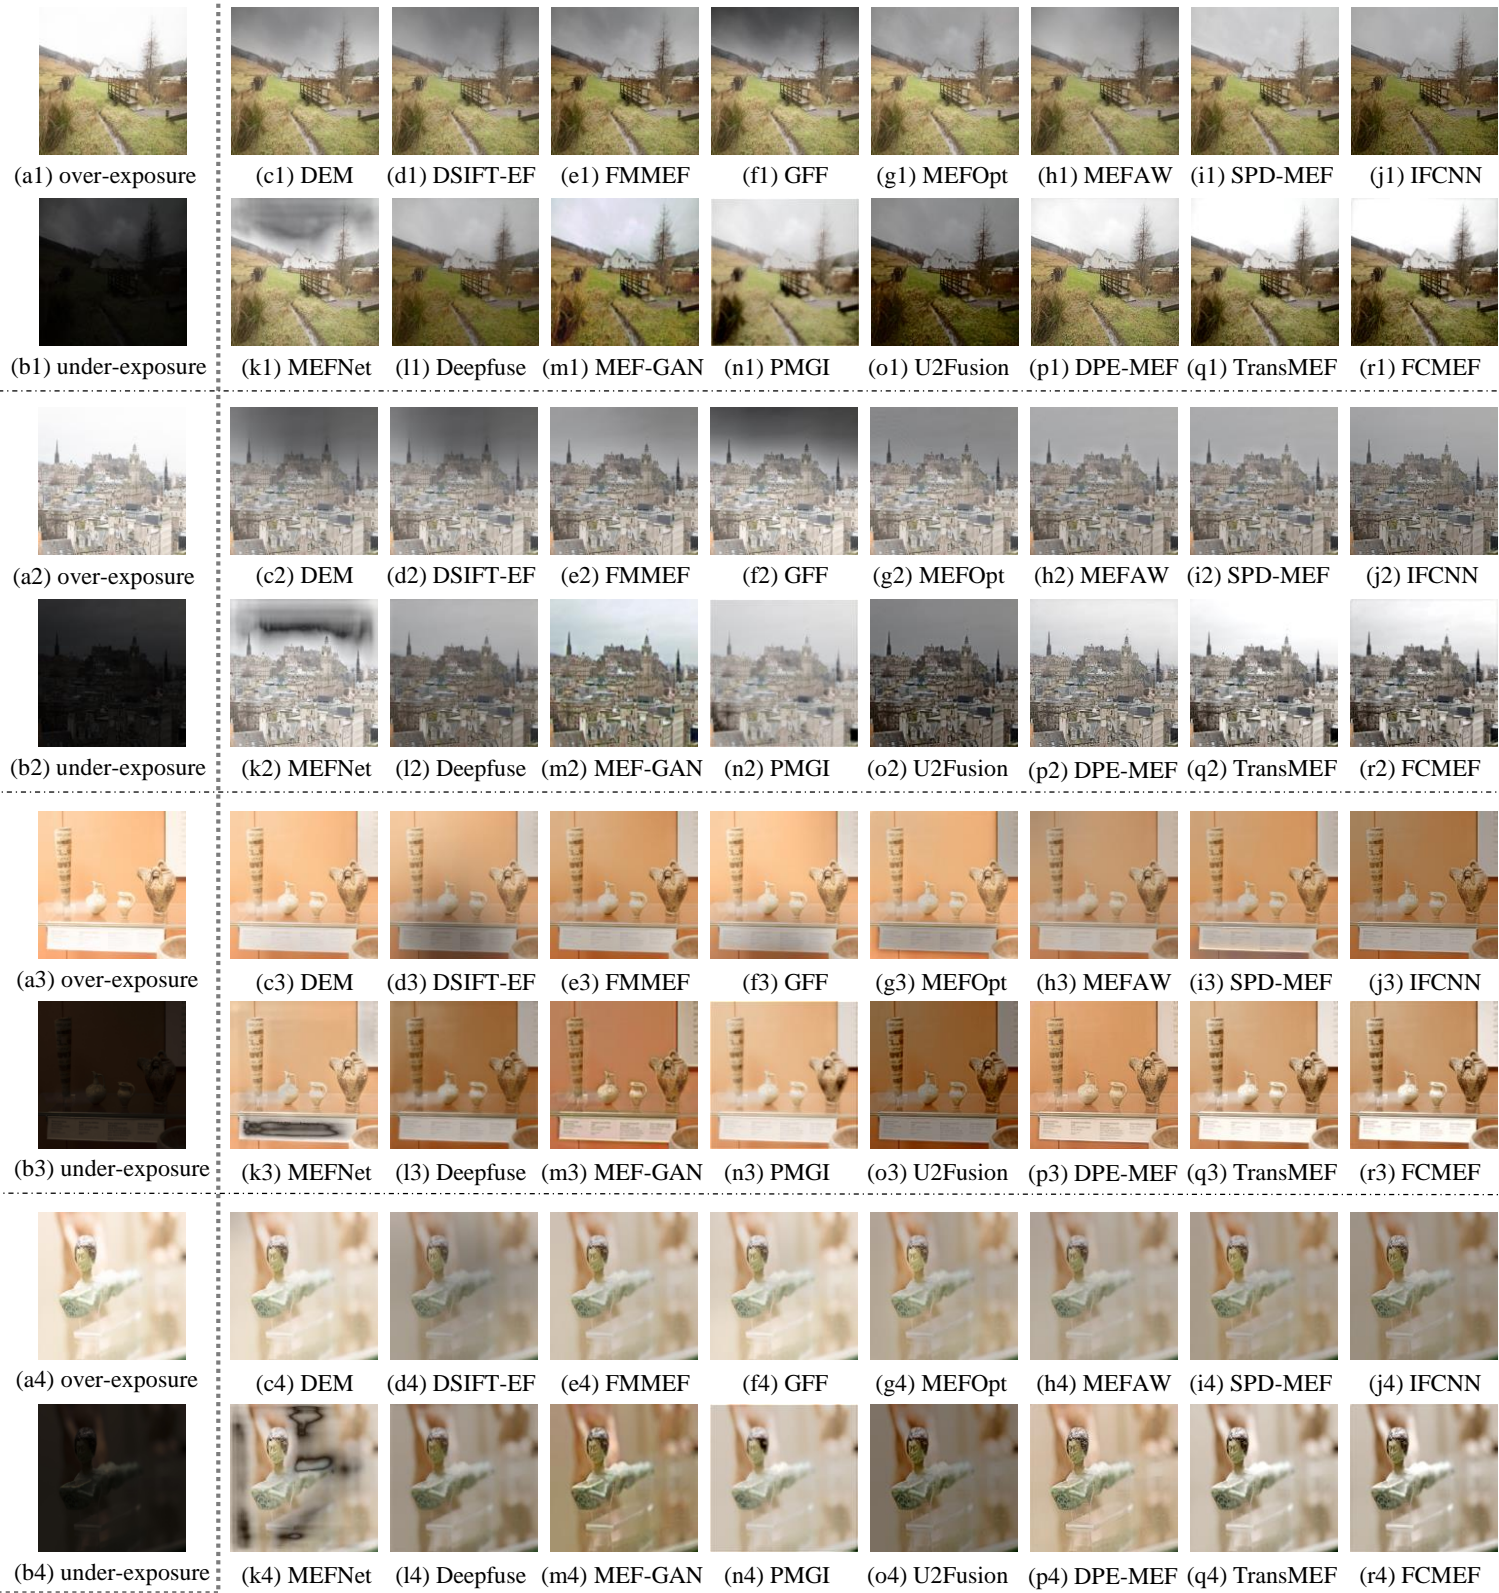 (a1) over-exposure (c1) DEM (d1) DSIFT-EF (e1) FMMEF (f1) GFF (g1) MEFOpt (h1) MEFAW (i1) SPD-MEF (j1) IFCNN
(b1) under-exposure (k1) MEFNet (l1) Deepfuse (m1) MEF-GAN (n1) PMGI (o1) U2Fusion (p1) DPE-MEF (q1) TransMEF (r1) FCMEF
(a2) over-exposure (c2) DEM (d2) DSIFT-EF (e2) FMMEF (f2) GFF (g2) MEFOpt (h2) MEFAW (i2) SPD-MEF (j2) IFCNN
(b2) under-exposure (k2) MEFNet (l2) Deepfuse (m2) MEF-GAN (n2) PMGI (o2) U2Fusion (p2) DPE-MEF (q2) TransMEF (r2) FCMEF
(a3) over-exposure (c3) DEM (d3) DSIFT-EF (e3) FMMEF (f3) GFF (g3) MEFOpt (h3) MEFAW (i3) SPD-MEF (j3) IFCNN
(b3) under-exposure (k3) MEFNet (l3) Deepfuse (m3) MEF-GAN (n3) PMGI (o3) U2Fusion (p3) DPE-MEF (q3) TransMEF (r3) FCMEF
(a4) over-exposure (c4) DEM (d4) DSIFT-EF (e4) FMMEF (f4) GFF (g4) MEFOpt (h4) MEFAW (i4) SPD-MEF (j4) IFCNN
(b4) under-exposure (k4) MEFNet (l4) Deepfuse (m4) MEF-GAN (n4) PMGI (o4) U2Fusion (p4) DPE-MEF (q4) TransMEF (r4) FCMEF